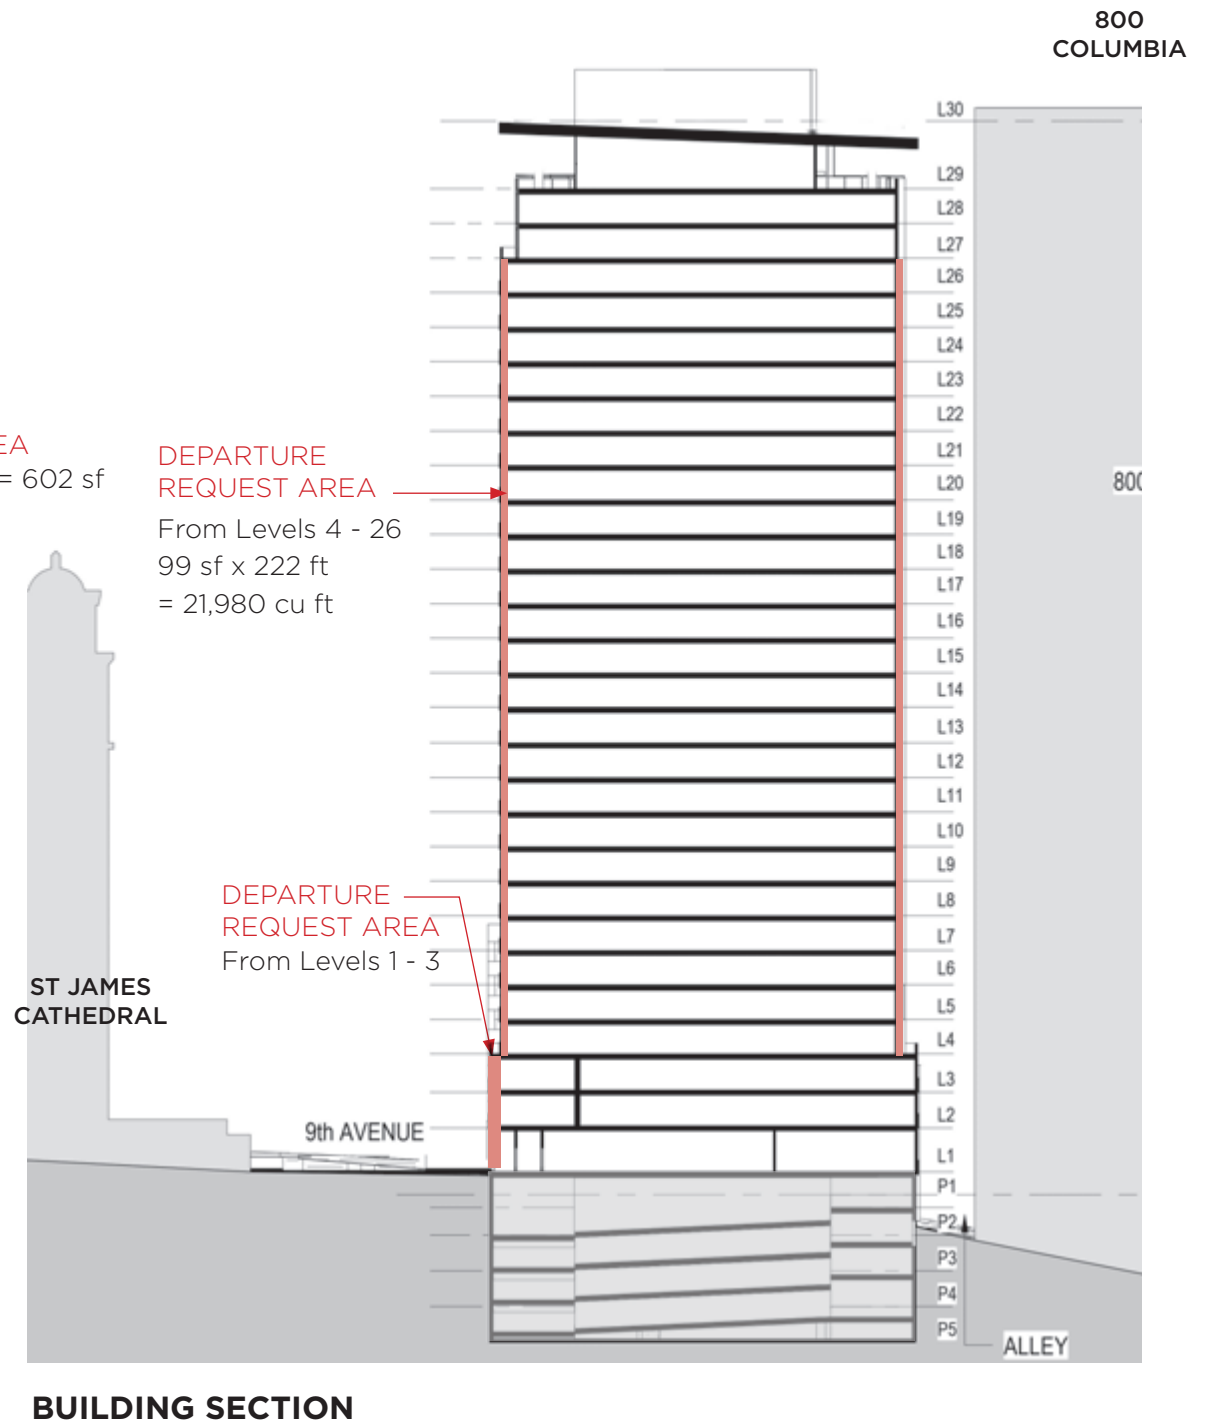 800
COLUMBIA
L30
L29
L28
L27
L26
L25
L24
L23
L22
EA
= 602 sf
DEPARTURE
REQUEST AREA
From Levels 4 - 26
99 sf x 222 ft
= 21,980 cu ft
L21
L20
800
L19
L18
L17
L16
L15
L14
L13
L12
L11
L10
L9
L8
DEPARTURE
REQUEST AREA
From Levels 1 - 3
L7
L6
L5
L4
ST JAMES
CATHEDRAL
L3
L2
9th AVENUE
L1
P1
P2
P3
P4
P5
ALLEY
BUILDING SECTION